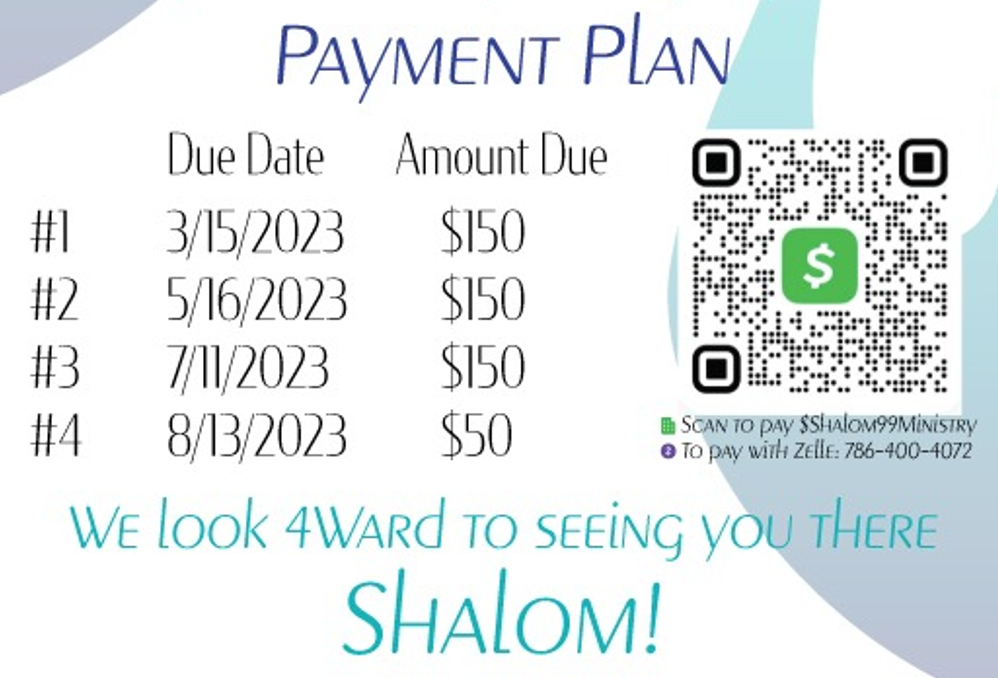 Payment Plan
Due Date Amount Due
#1 3/15/2023 $150
#2 5/16/2023 $150
#3 7/11/2023 $150
#4 8/13/2023 $50
$
Scan to pay $Shalom99Ministry
To pay with Zelle: 786-400-4072
We look 4Ward to seeing you there
Shalom!